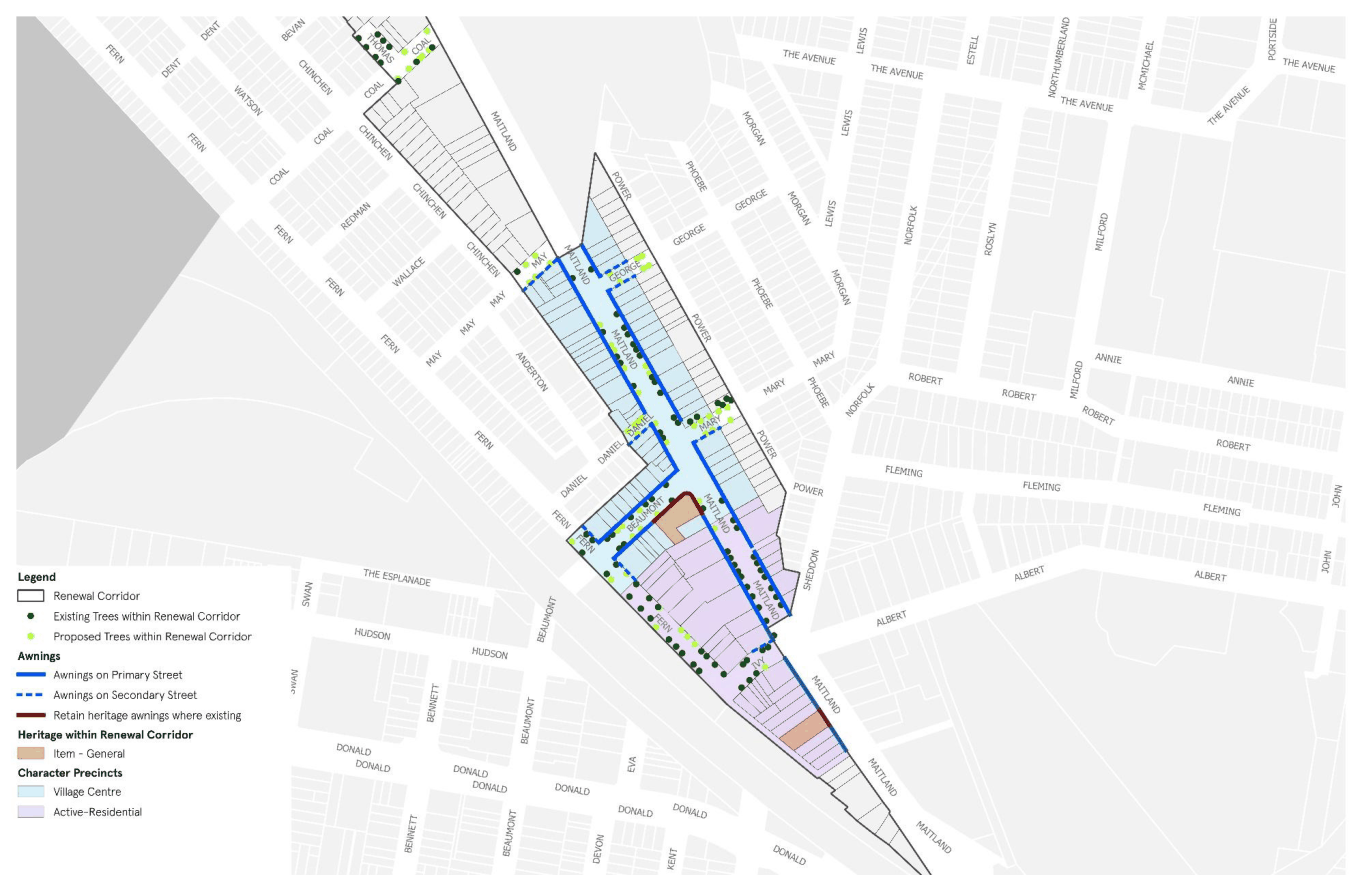 DENT
BEVAN
FERN
DENT
THOMAS
COAL
CHINCHEN
COAL
WATSON
LEWIS
ESTELL
NORTHUMBERLAND
MCMICHAEL
PORTSIDE
THE AVENUE
THE AVENUE
THE AVENUE
THE AVENUE
THE AVENUE
FERN
CHINCHEN
COAL
COAL
MAITLAND
MORGAN
LEWIS
PHOEBE
POWER
CHINCHEN
REDMAN
GEORGE
MORGAN
LEWIS
NORFOLK
ROSLYN
MILFORD
FERN
GEORGE
CHINCHEN
MAY
MAITLAND
GEORGE
WALLACE
FERN
MAY
PHOEBE
MORGAN
MAY
POWER
FERN
MAY
ANDERTON
MAITLAND
MARY
MARY
PHOEBE
NORFOLK
ROBERT
ROBERT
MILFORD
ANNIE
ANNIE
ROBERT
ROBERT
FERN
DANIEL
DANIEL
MARY
POWER
FLEMING
FLEMING
FLEMING
JOHN
DANIEL
POWER
FERN
BEAUMONT
MAITLAND
FERN
SHEDDON
ALBERT
ALBERT
JOHN
ALBERT
MAITLAND
FERN
IVY
MAITLAND
MAITLAND
MAITLAND
THE ESPLANADE
SWAN
HUDSON
HUDSON
BEAUMONT
SWAN
BENNETT
BEAUMONT
DONALD
DONALD
DONALD
DONALD
EVA
DONALD
DONALD
DONALD
DONALD
BENNETT
BEAUMONT
DEVON
KENT
Legend
Renewal Corridor
Existing Trees within Renewal Corridor
Proposed Trees within Renewal Corridor
Awnings
Awnings on Primary Street
Awnings on Secondary Street
Retain heritage awnings where existing
Heritage within Renewal Corridor
Item - General
Character Precincts
Village Centre
Active-Residential